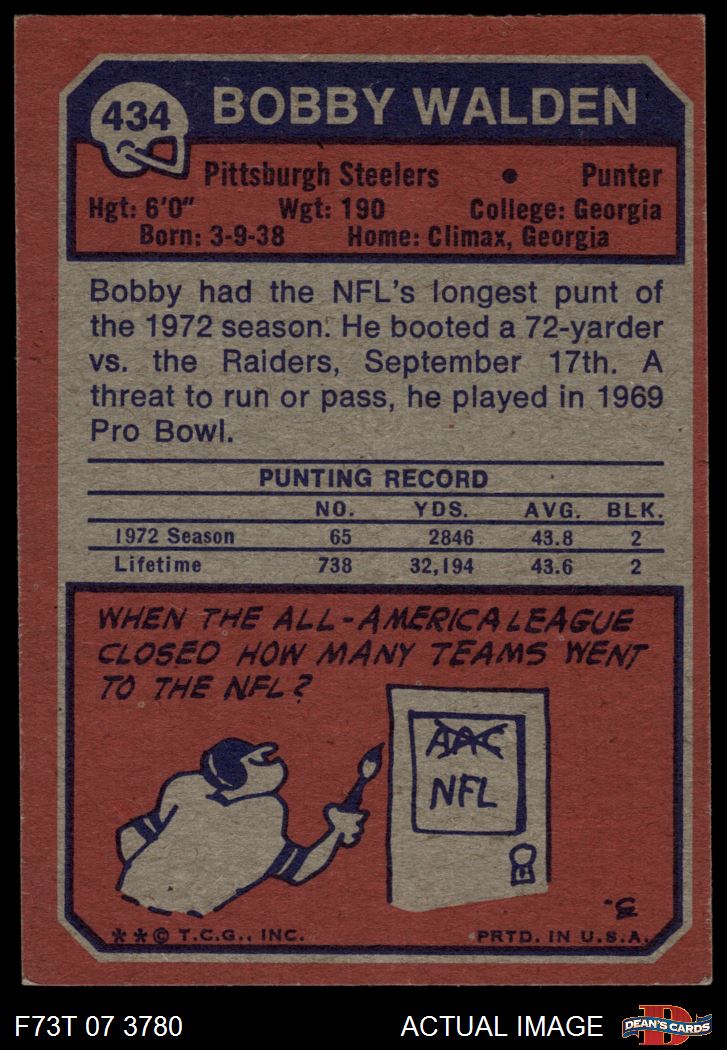 434
BOBBY WALDEN
Pittsburgh Steelers • Punter
Hgt: 6'0" Wgt: 190 College: Georgia
Born: 3-9-38 Home: Climax, Georgia
Bobby had the NFL's longest punt of
the 1972 season. He booted a 72-yarder
vs. the Raiders, September 17th. A
threat to run or pass, he played in 1969
Pro Bowl.
PUNTING RECORD
NO. YDS. AVG. BLK.
1972 Season 65 2846 43.8 2
Lifetime 738 32,194 43.6 2
WHEN THE ALL-AMERICA LEAGUE
CLOSED HOW MANY TEAMS WENT
TO THE NFL?
AAC
NFL
**© T.C.G., INC. PRTD. IN U.S.A.
F73T 07 3780 ACTUAL IMAGE
D
DEAN'S CARDS